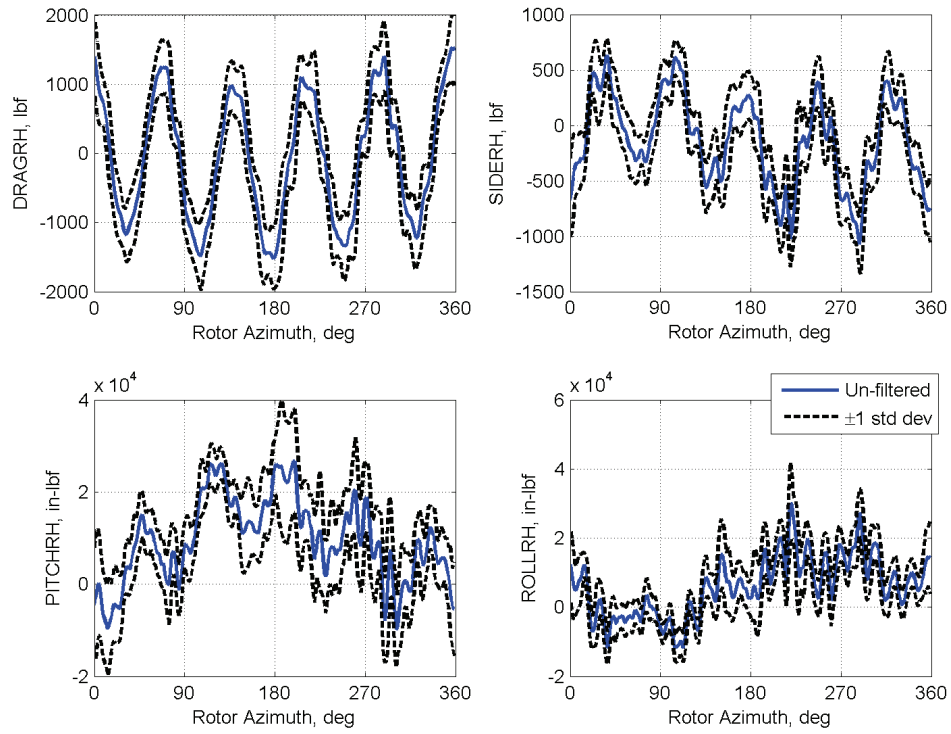 2000
1000
0
-1000
-2000
DRAGRH, lbf
0 90 180 270 360
Rotor Azimuth, deg
1000
500
0
-500
-1000
-1500
SIDERH, lbf
0 90 180 270 360
Rotor Azimuth, deg
x 10^4
4
2
0
-2
PITCHRH, in-lbf
0 90 180 270 360
Rotor Azimuth, deg
x 10^4
6
4
2
0
-2
ROLLRH, in-lbf
0 90 180 270 360
Rotor Azimuth, deg
Un-filtered
±1 std dev